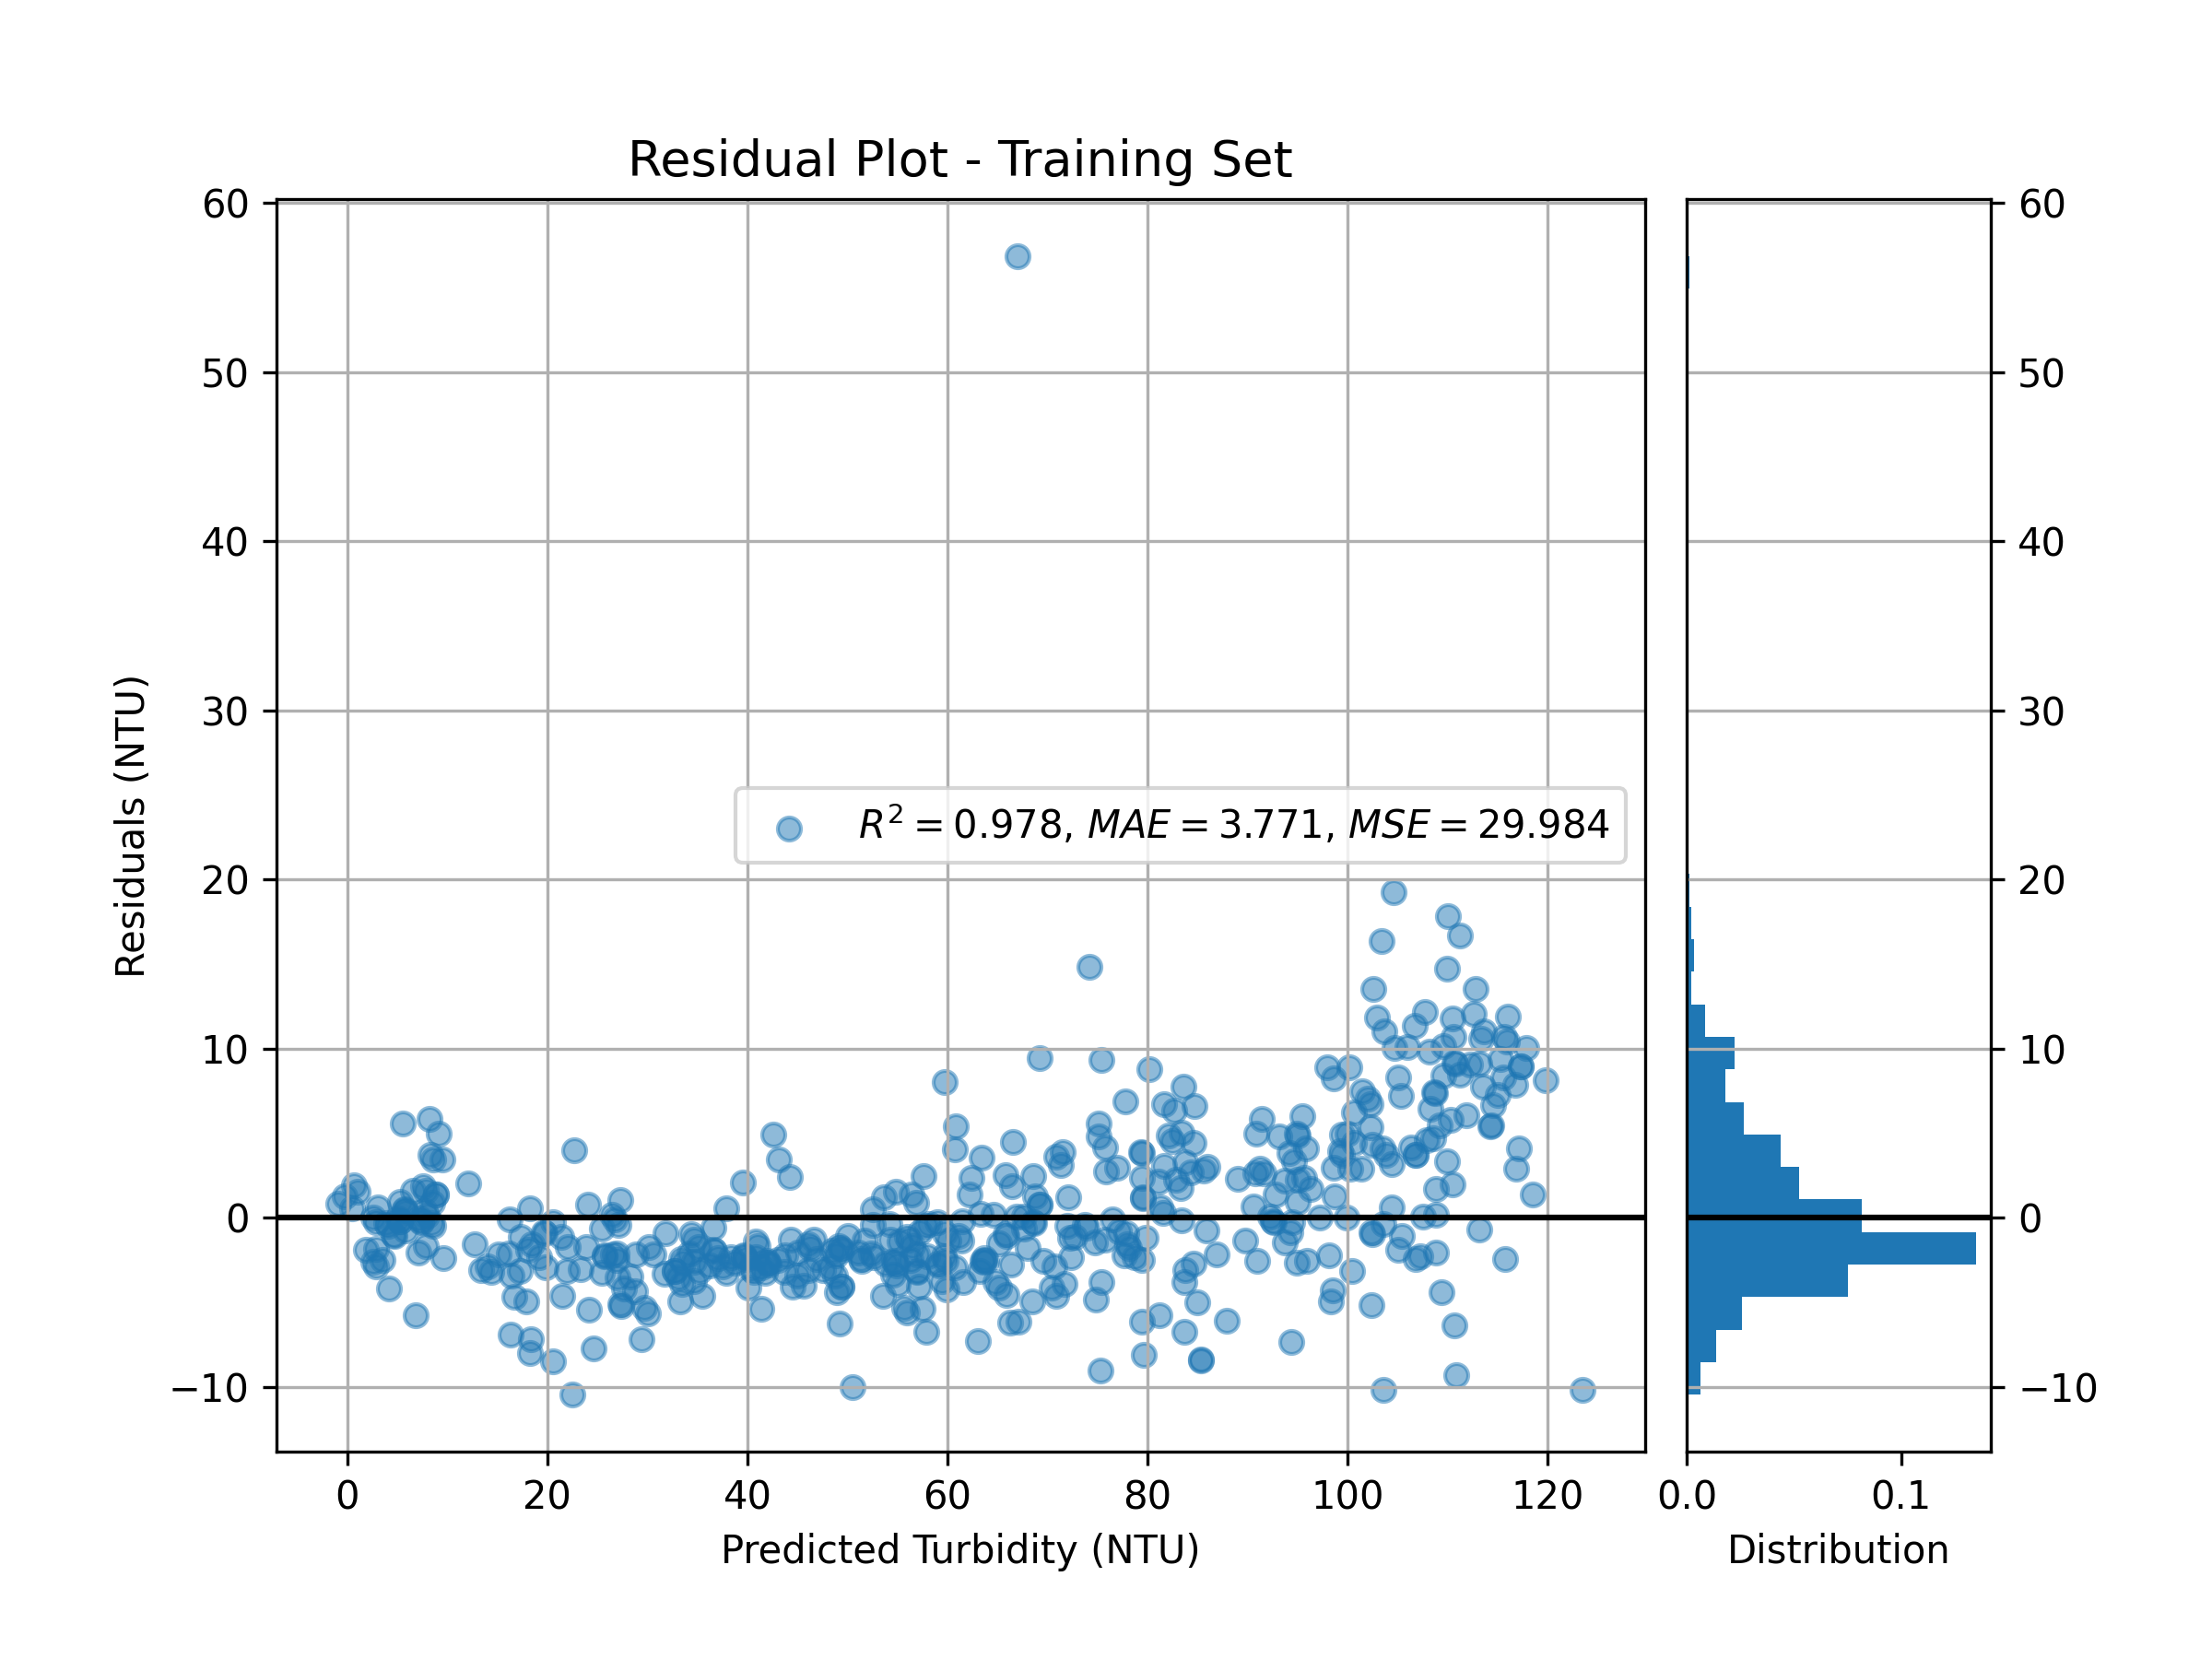 Residual Plot - Training Set
60
50
40
30
20
10
0
−10
Residuals (NTU)
R² = 0.978, MAE = 3.771, MSE = 29.984
0 20 40 60 80 100 120
Predicted Turbidity (NTU)
60
50
40
30
20
10
0
−10
0.0 0.1
Distribution